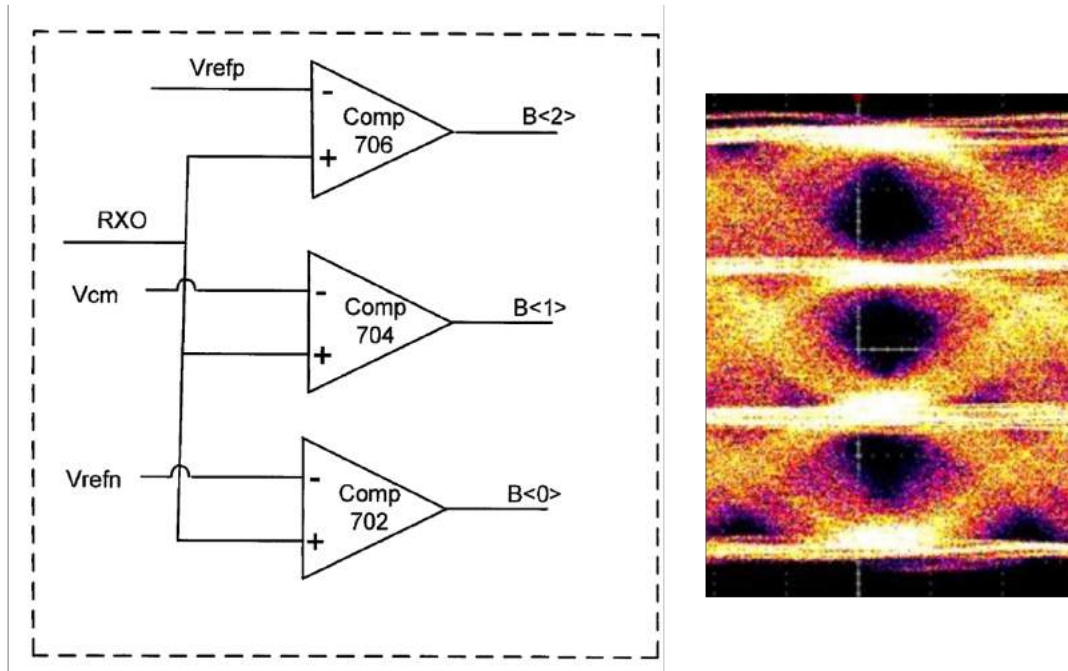 Vrefp
-
Comp
706
+
B<2>
RXO
Vcm
-
Comp
704
+
B<1>
Vrefn
-
Comp
702
+
B<0>